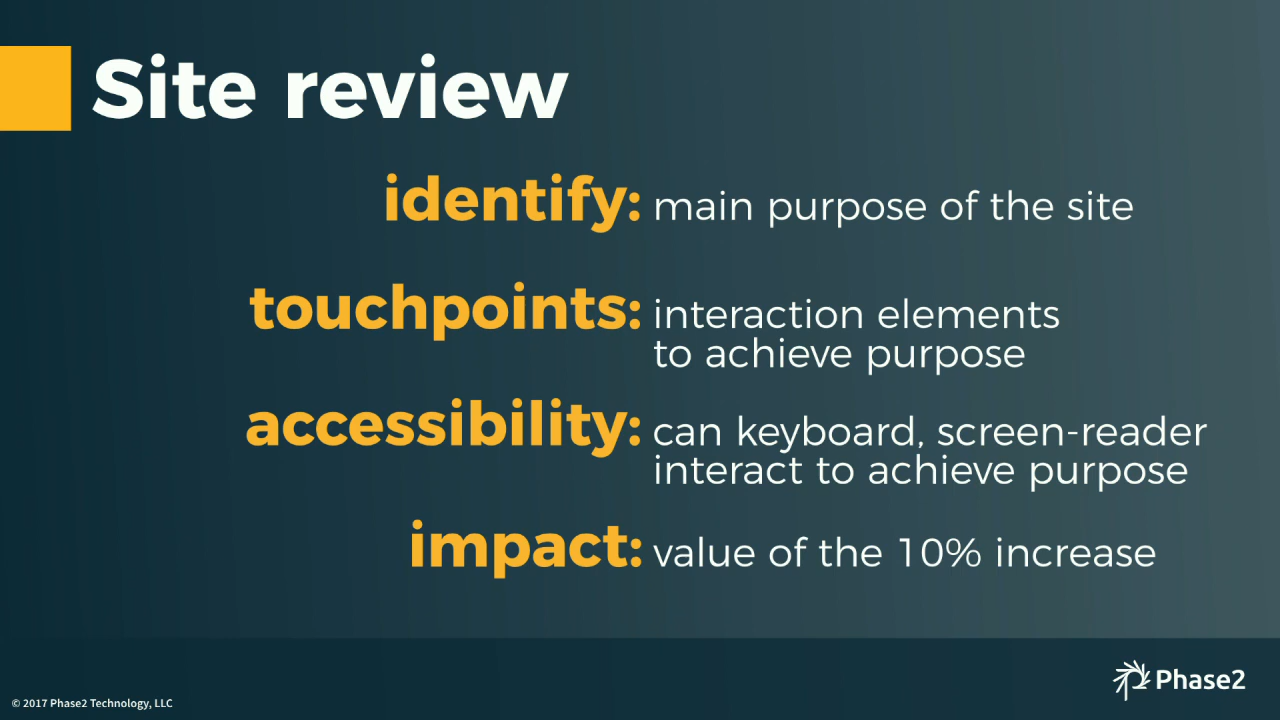 Site review
identify: main purpose of the site
touchpoints: interaction elements
to achieve purpose
accessibility: can keyboard, screen-reader
interact to achieve purpose
impact: value of the 10% increase
Phase2
© 2017 Phase2 Technology, LLC